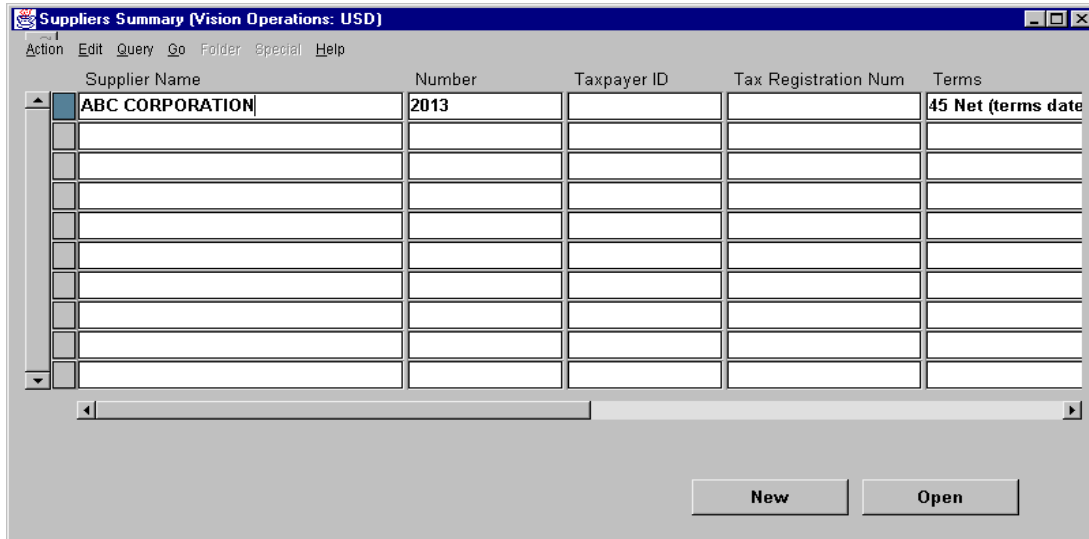 Suppliers Summary (Vision Operations: USD)
Action Edit Query Go Folder Special Help
Supplier Name Number Taxpayer ID Tax Registration Num Terms
ABC CORPORATION 2013 45 Net (terms date
New Open